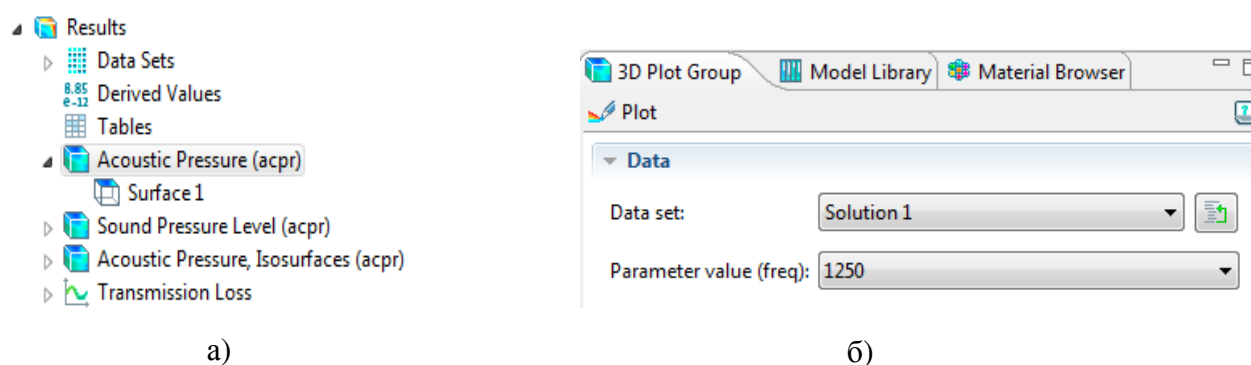 Results
Data Sets
8.85
e-12 Derived Values
Tables
Acoustic Pressure (acpr)
Surface 1
Sound Pressure Level (acpr)
Acoustic Pressure, Isosurfaces (acpr)
Transmission Loss
а)
3D Plot Group Model Library Material Browser
Plot ?
Data
Data set: Solution 1
Parameter value (freq): 1250
б)